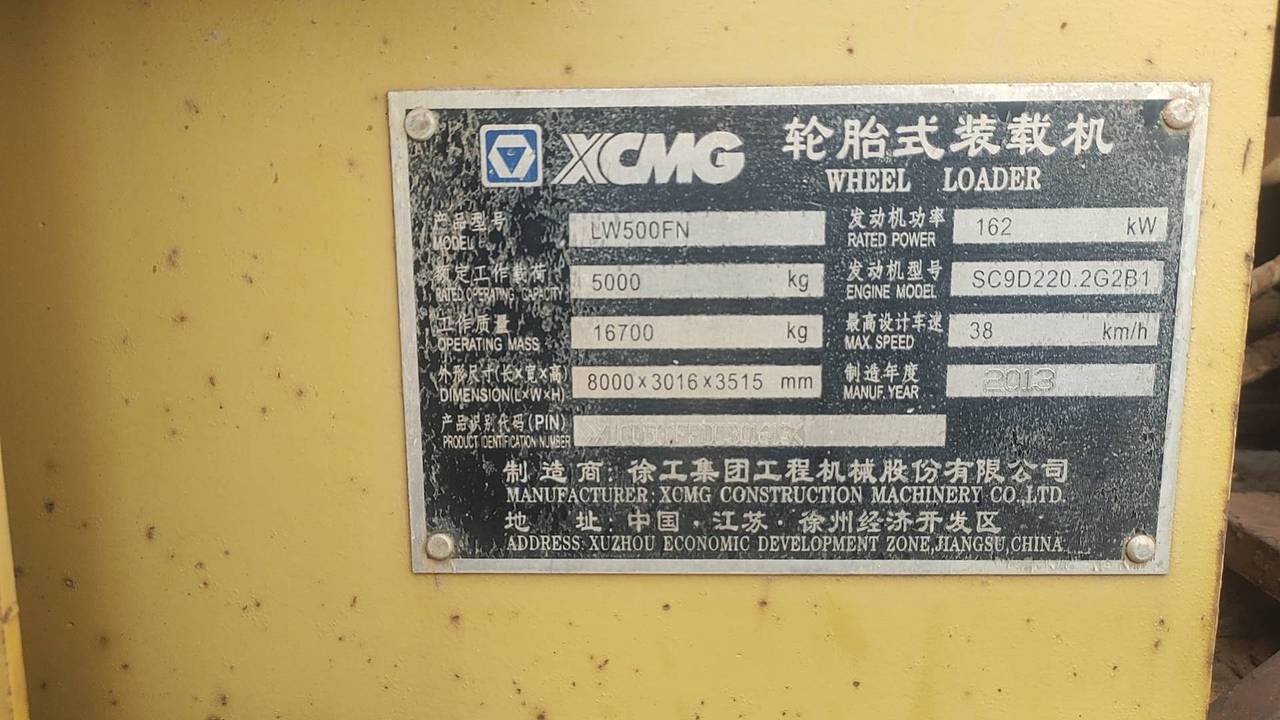 XCMG 轮胎式装载机
WHEEL LOADER
产品型号 LW500FN 发动机功率 162 kW
MODEL RATED POWER
额定工作载荷 5000 kg 发动机型号 SC9D220.2G2B1
RATED OPERATING CAPACITY ENGINE MODEL
工作质量 16700 kg 最高设计车速 38 km/h
OPERATING MASS MAX. SPEED
外形尺寸(长×宽×高) 8000×3016×3515 mm 制造年度 2013
DIMENSION(L×W×H) MANUF. YEAR
产品识别代码(PIN)
PRODUCT IDENTIFICATION NUMBER
制造商:徐工集团工程机械股份有限公司
MANUFACTURER: XCMG CONSTRUCTION MACHINERY CO.,LTD.
地 址:中国·江苏·徐州经济开发区
ADDRESS: XUZHOU ECONOMIC DEVELOPMENT ZONE,JIANGSU,CHINA